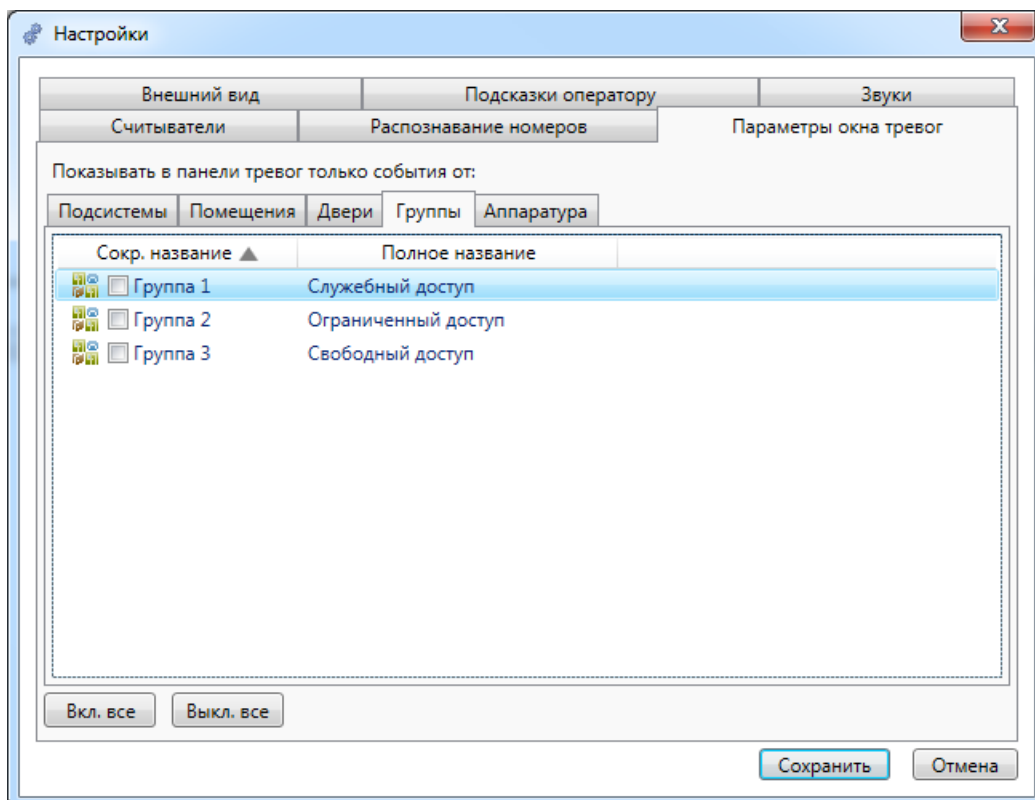 Настройки
Внешний вид Подсказки оператору Звуки
Считыватели Распознавание номеров Параметры окна тревог
Показывать в панели тревог только события от:
Подсистемы Помещения Двери Группы Аппаратура
Сокр. название Полное название
Группа 1 Служебный доступ
Группа 2 Ограниченный доступ
Группа 3 Свободный доступ
Вкл. все Выкл. все
Сохранить Отмена